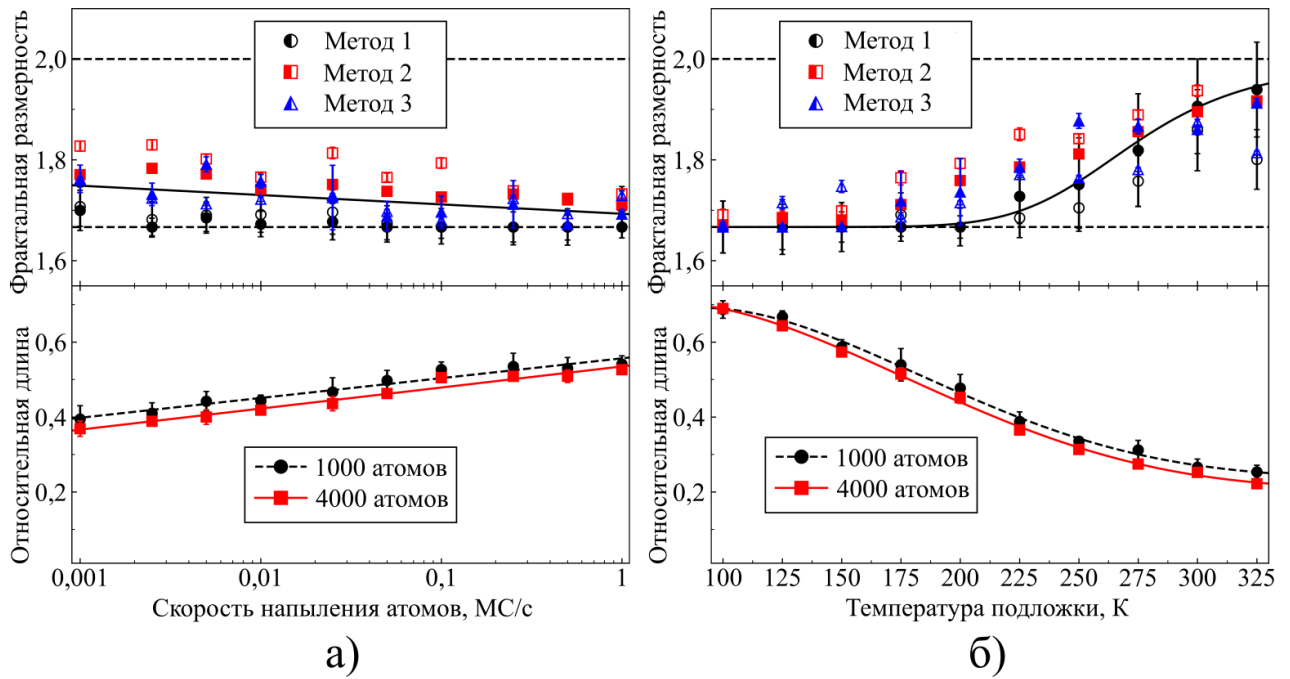 Фрактальная размерность
2,0
1,8
1,6
Метод 1
Метод 2
Метод 3
Относительная длина
0,6
0,4
0,2
1000 атомов
4000 атомов
0,001
0,01
0,1
1
Скорость напыления атомов, МС/с
а)
Фрактальная размерность
2,0
1,8
1,6
Метод 1
Метод 2
Метод 3
Относительная длина
0,6
0,4
0,2
1000 атомов
4000 атомов
100 125 150 175 200 225 250 275 300 325
Температура подложки, К
б)